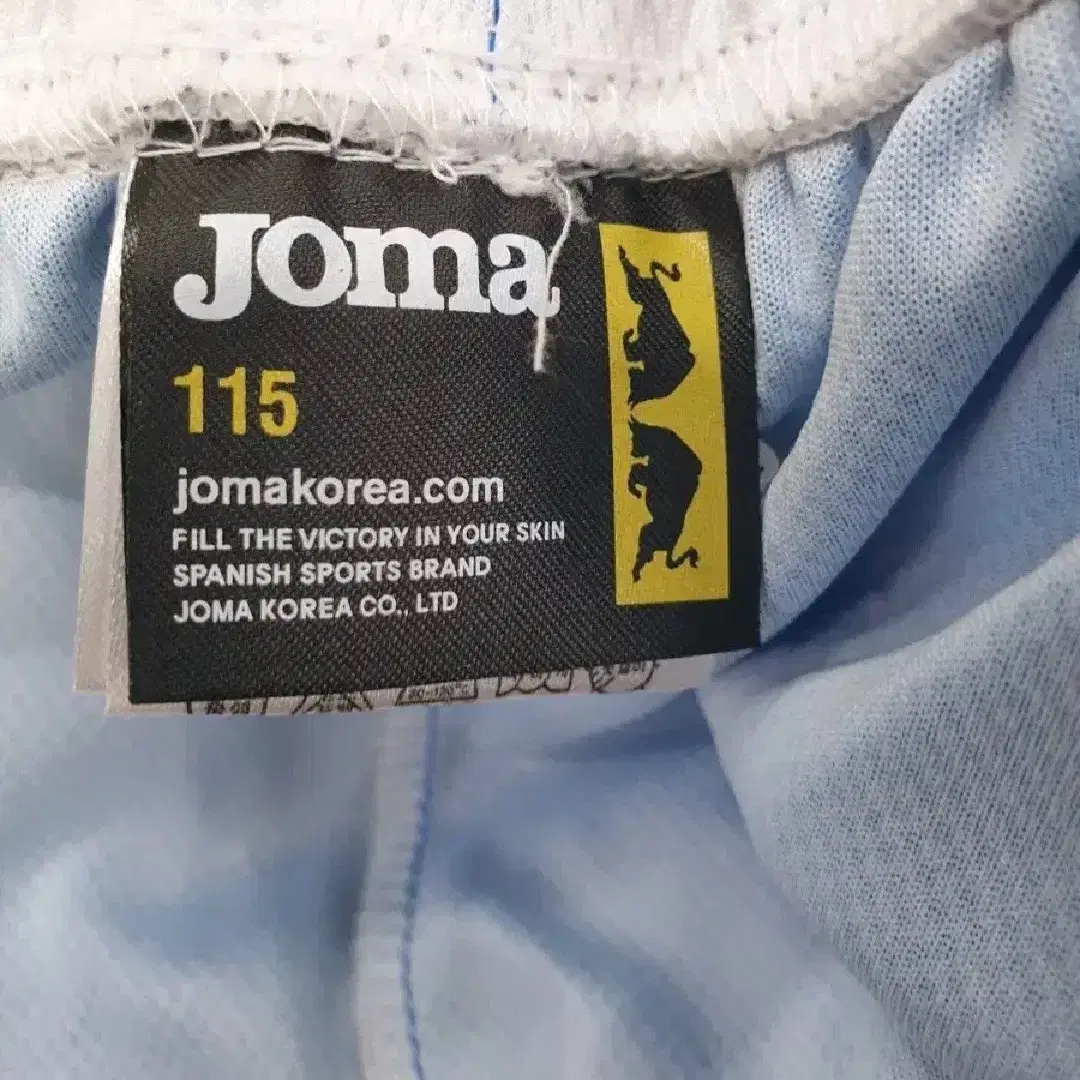 Joma
115
jomakorea.com
FILL THE VICTORY IN YOUR SKIN
SPANISH SPORTS BRAND
JOMA KOREA CO., LTD